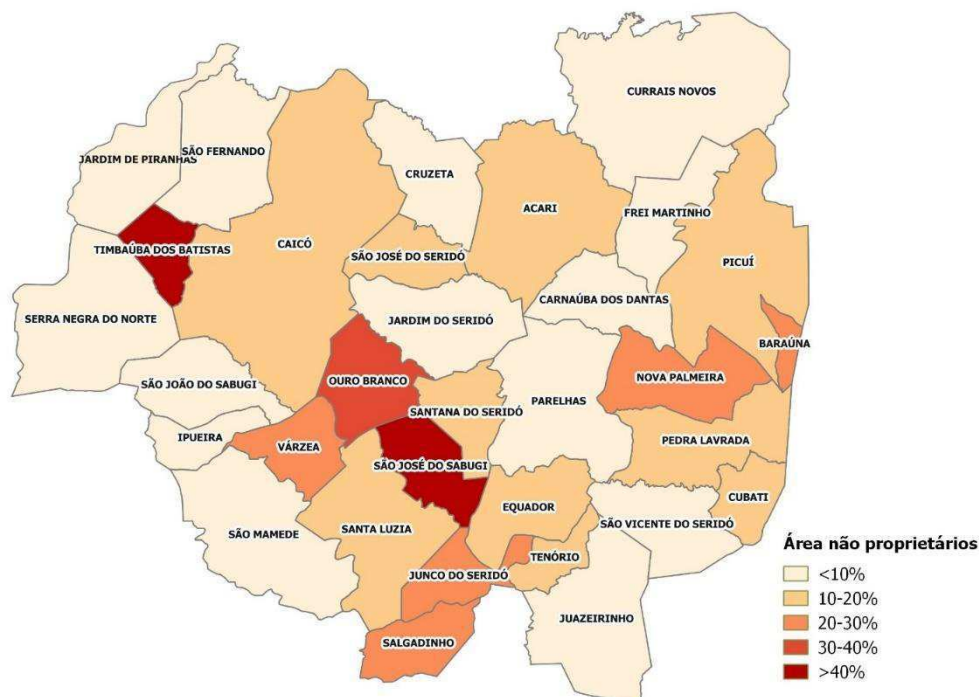 CURRAIS NOVOS
SÃO FERNANDO
JARDIM DE PIRANHAS
CRUZETA
ACARI
FREI MARTINHO
TIMBAÚBA DOS BATISTAS
CAICÓ
SÃO JOSÉ DO SERIDÓ
PICUÍ
CARNAÚBA DOS DANTAS
SERRA NEGRA DO NORTE
JARDIM DO SERIDÓ
BARAÚNA
OURO BRANCO
NOVA PALMEIRA
SÃO JOÃO DO SABUGI
PARELHAS
SANTANA DO SERIDÓ
IPUEIRA
VÁRZEA
PEDRA LAVRADA
SÃO JOSÉ DO SABUGI
CUBATI
EQUADOR
SÃO VICENTE DO SERIDÓ
SÃO MAMEDE
SANTA LUZIA
TENÓRIO
JUNCO DO SERIDÓ
JUAZEIRINHO
SALGADINHO
Área não proprietários
<10%
10-20%
20-30%
30-40%
>40%